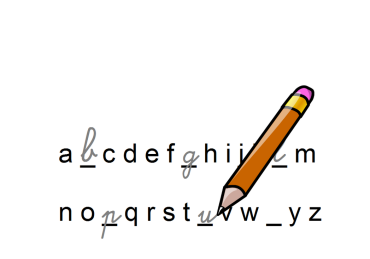 a b c d e f g h i j m
n o p q r s t u v w _ y z